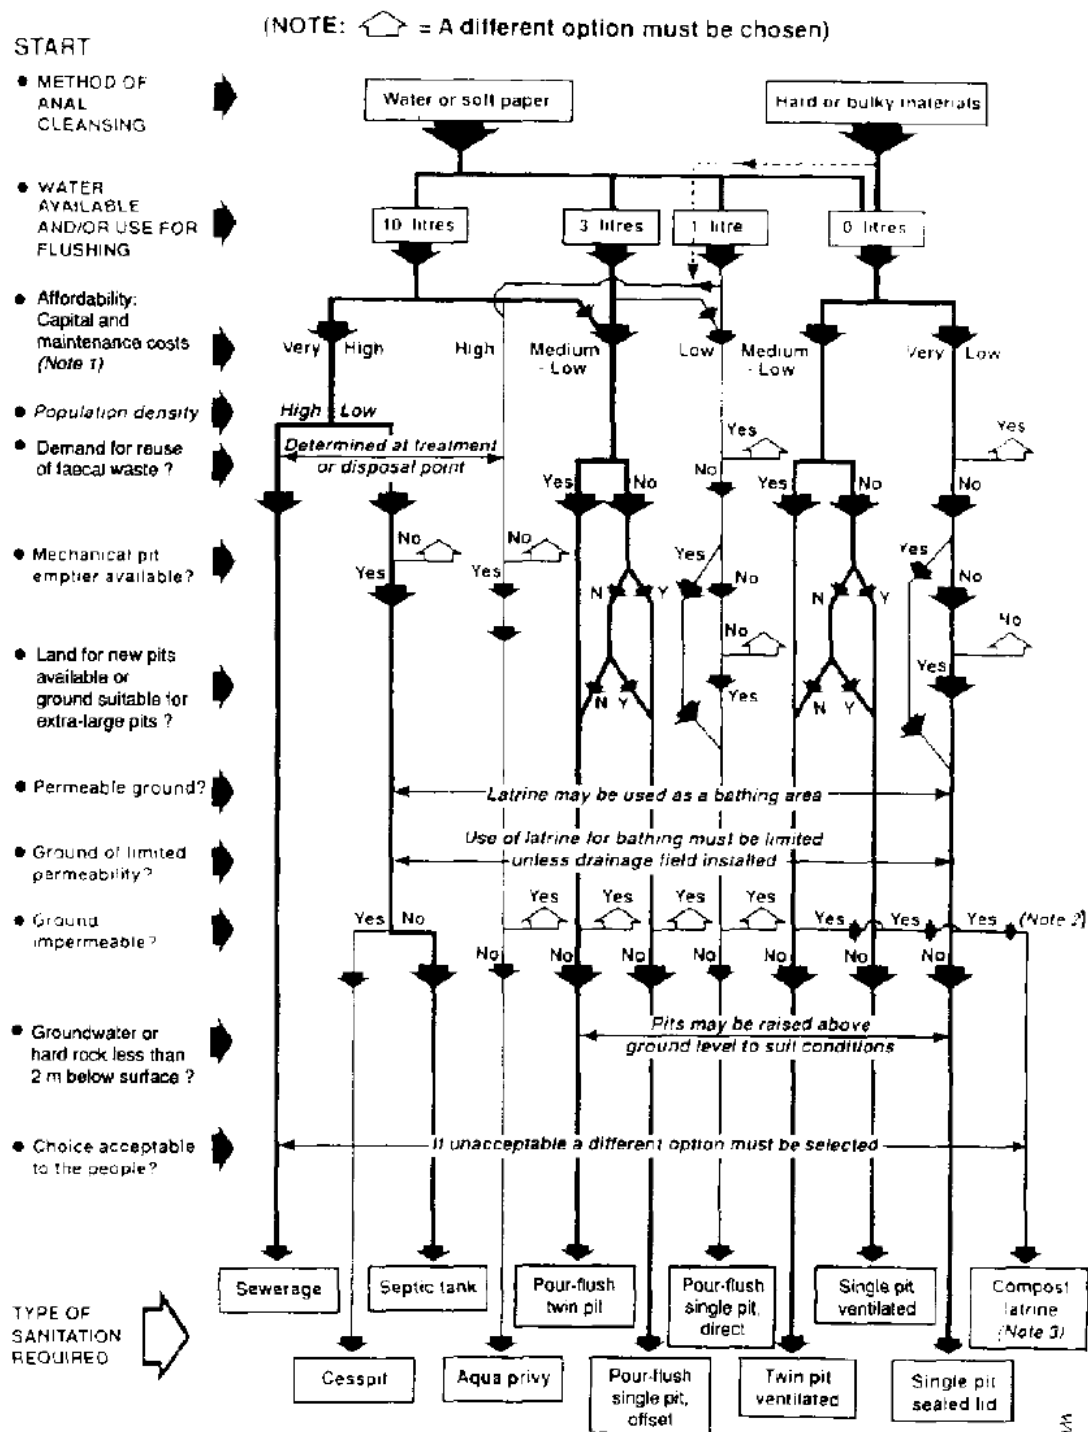 (NOTE: = A different option must be chosen)
START
● METHOD OF
ANAL
CLEANSING
Water or soft paper
Hard or bulky materials
● WATER
AVAILABLE
AND/OR USE FOR
FLUSHING
10 litres
3 litres
1 litre
0 litres
● Affordability:
Capital and
maintenance costs
(Note 1)
Very High
High
Medium
- Low
Low
Medium
- Low
Very Low
● Population density
High Low
● Demand for reuse
of faecal waste ?
Determined at treatment
or disposal point
Yes
No
Yes
No
Yes
No
Yes
No
● Mechanical pit
emptier available?
No
Yes
No
Yes
N Y
Yes
No
N Y
Yes
No
● Land for new pits
available or
ground suitable for
extra-large pits ?
N Y
No
Yes
N Y
No
Yes
● Permeable ground?
Latrine may be used as a bathing area
● Ground of limited
permeability?
Use of latrine for bathing must be limited
unless drainage field installed
● Ground
impermeable?
Yes No
Yes Yes Yes Yes Yes Yes Yes (Note 2)
No No No No No No No
● Groundwater or
hard rock less than
2 m below surface ?
Pits may be raised above
ground level to suit conditions
● Choice acceptable
to the people?
If unacceptable a different option must be selected
TYPE OF
SANITATION
REQUIRED
Sewerage
Septic tank
Pour-flush
twin pit
Pour-flush
single pit,
direct
Single pit
ventilated
Compost
latrine
(Note 3)
Cesspit
Aqua privy
Pour-flush
single pit,
offset
Twin pit
ventilated
Single pit
sealed lid